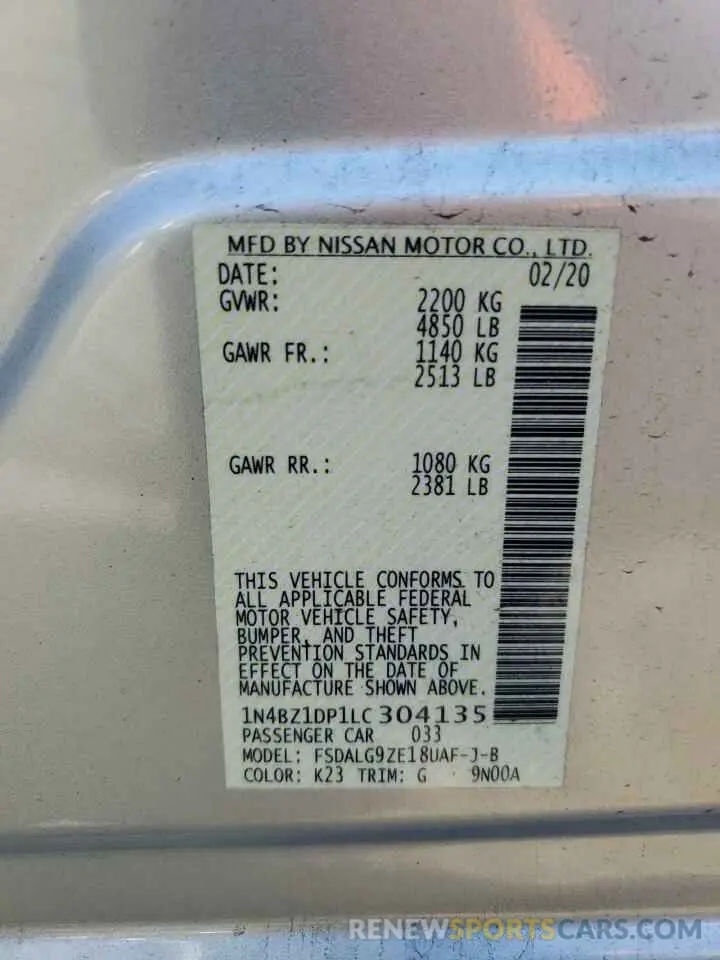 MFD BY NISSAN MOTOR CO., LTD.
DATE: 02/20
GVWR: 2200 KG
4850 LB
GAWR FR.: 1140 KG
2513 LB
GAWR RR.: 1080 KG
2381 LB
THIS VEHICLE CONFORMS TO
ALL APPLICABLE FEDERAL
MOTOR VEHICLE SAFETY,
BUMPER, AND THEFT
PREVENTION STANDARDS IN
EFFECT ON THE DATE OF
MANUFACTURE SHOWN ABOVE.
1N4BZ1DP1LC304135
PASSENGER CAR 033
MODEL: FSDALG9ZE18UAF-J-B
COLOR: K23 TRIM: G 9N00A
RENEWSPORTSCARS.COM